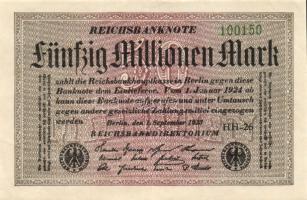 REICHSBANKNOTE
100150
Fünfzig Millionen Mark
zahlt die Reichsbankhauptkasse in Berlin gegen diese
Banknote dem Einlieferer. Vom 1. Januar 1924 ab
kann diese Banknote aufgerufen und unter Umtausch
gegen andere gesetzliche Zahlungsmittel eingezogen
werden
Berlin, den 1. September 1923
HH-26
REICHSBANKDIREKTORIUM